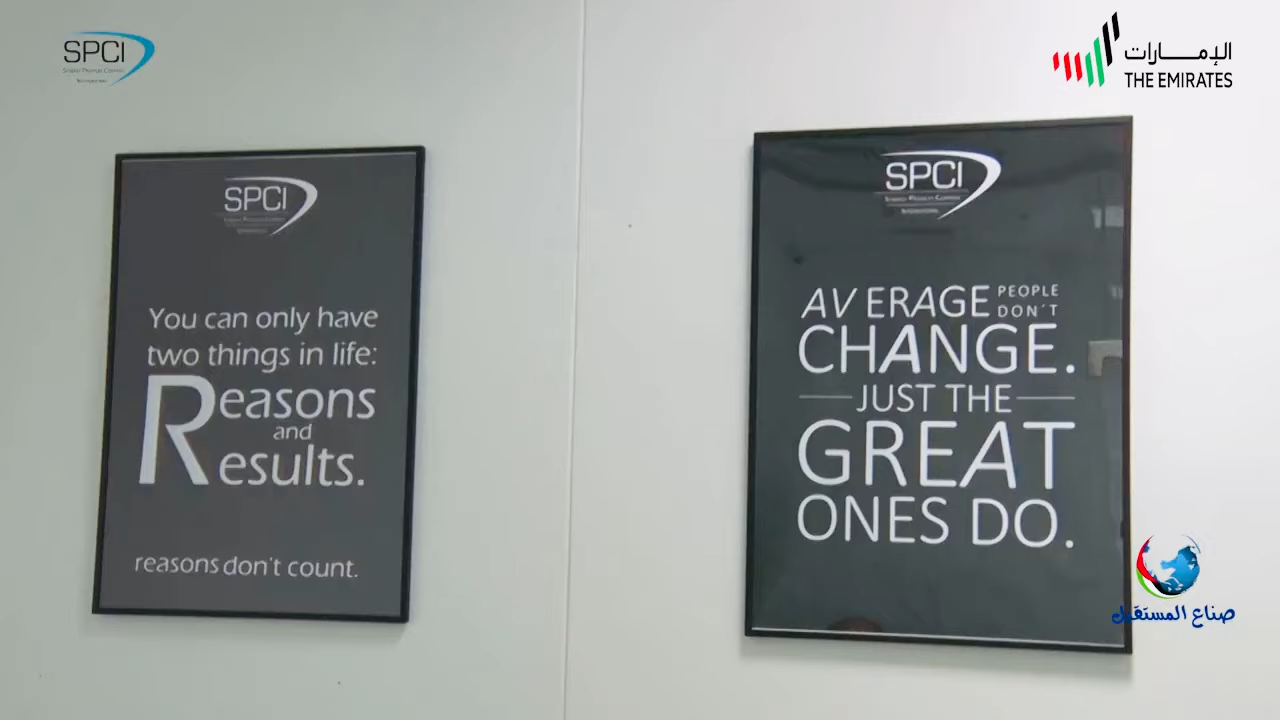 SPCI
الإمارات
THE EMIRATES
SPCI
You can only have
two things in life:
Reasons
and
Results.
reasons don't count.
SPCI
INTERNATIONAL
AVERAGE PEOPLE DON´T
CHANGE.
JUST THE
GREAT
ONES DO.
صناع المستقبل